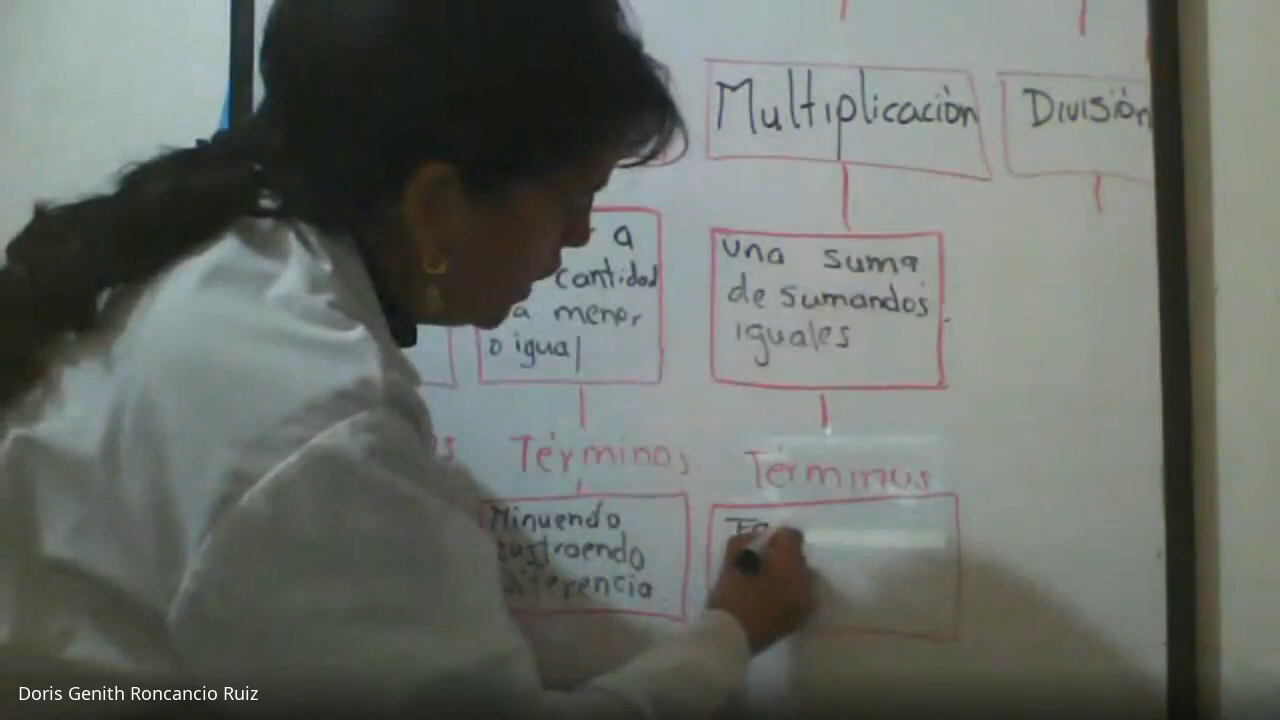 Multiplicación
División
a
cantidad
a menor
o igual
una suma
de sumandos
iguales
Términos
Términos
Minuendo
sustraendo
Diferencia
Doris Genith Roncancio Ruiz